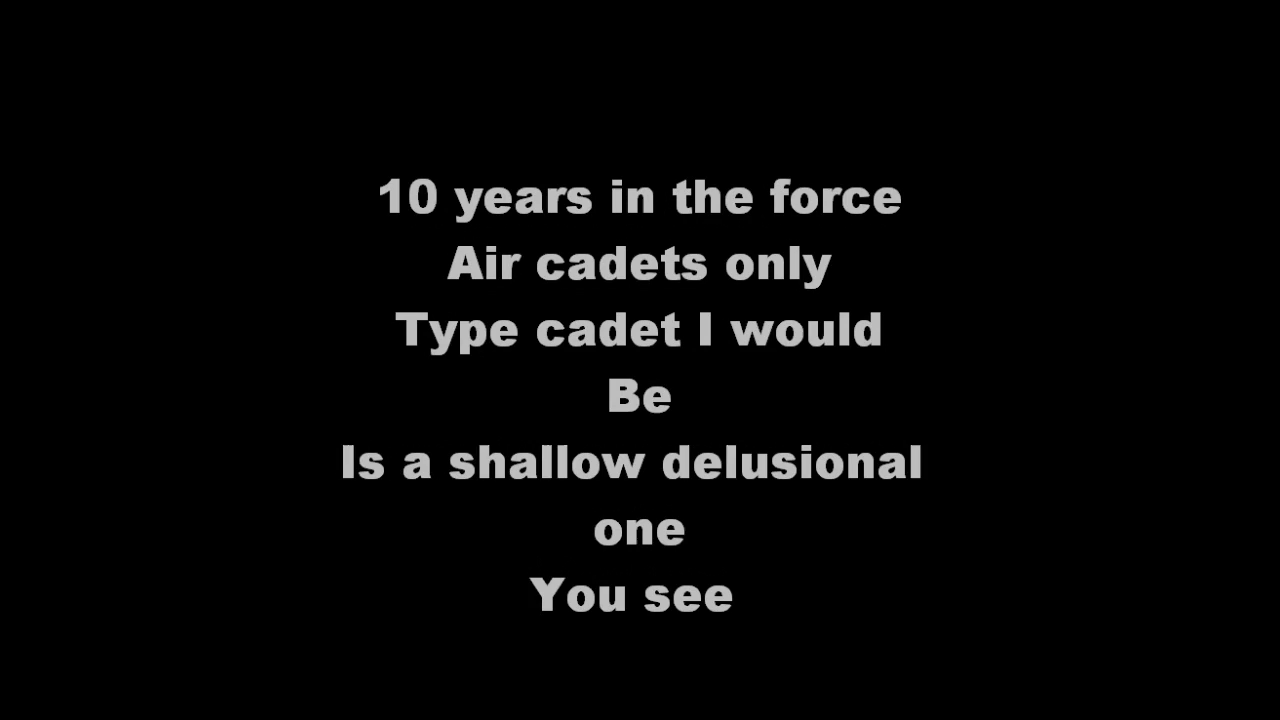 10 years in the force
Air cadets only
Type cadet I would
Be
Is a shallow delusional
one
You see